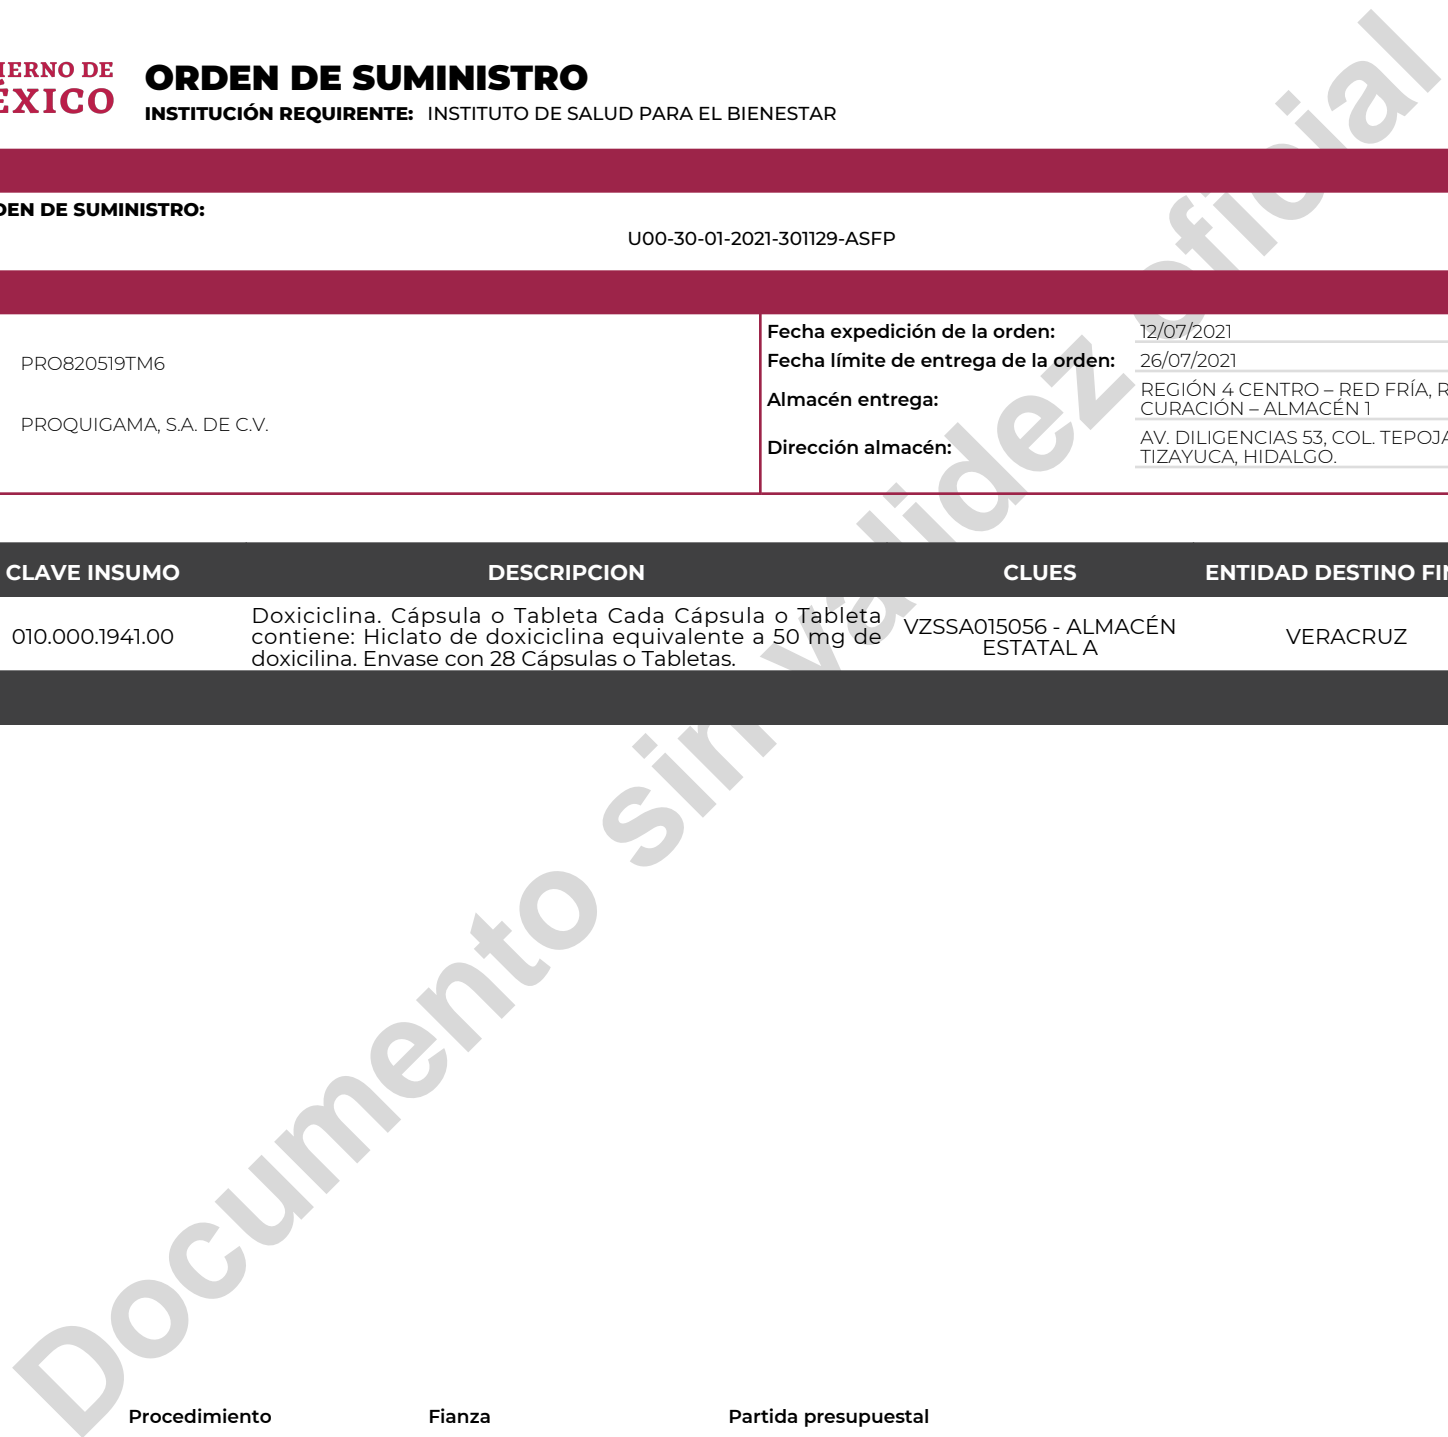 IERNO DE
ÉXICO
ORDEN DE SUMINISTRO
INSTITUCIÓN REQUIRENTE: INSTITUTO DE SALUD PARA EL BIENESTAR
DEN DE SUMINISTRO:
U00-30-01-2021-301129-ASFP
PRO820519TM6
PROQUIGAMA, S.A. DE C.V.
Fecha expedición de la orden: 12/07/2021
Fecha límite de entrega de la orden: 26/07/2021
Almacén entrega: REGIÓN 4 CENTRO – RED FRÍA, R
CURACIÓN – ALMACÉN 1
Dirección almacén: AV. DILIGENCIAS 53, COL. TEPOJA
TIZAYUCA, HIDALGO.
CLAVE INSUMO DESCRIPCION CLUES ENTIDAD DESTINO FIN
010.000.1941.00
Doxiciclina. Cápsula o Tableta Cada Cápsula o Tableta
contiene: Hiclato de doxiciclina equivalente a 50 mg de
doxicilina. Envase con 28 Cápsulas o Tabletas.
VZSSA015056 - ALMACÉN
ESTATAL A
VERACRUZ
Documento sin validez oficial
Procedimiento Fianza Partida presupuestal